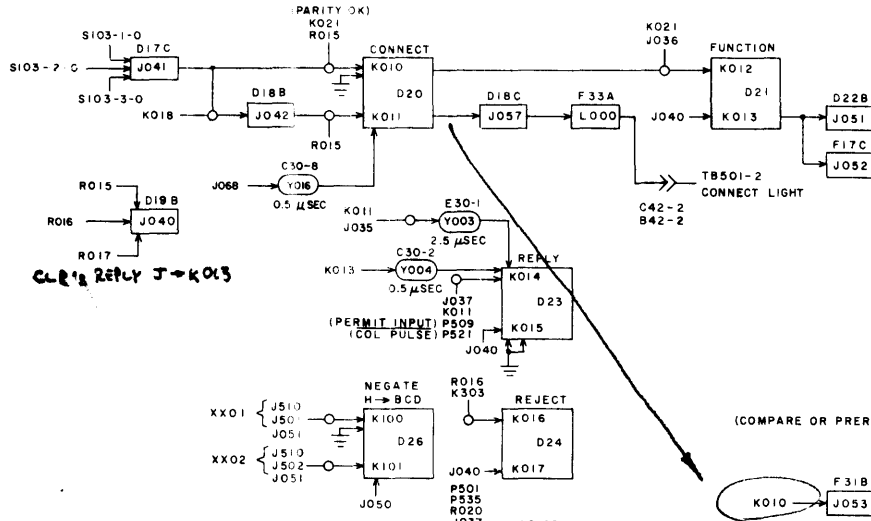 (PARITY OK)
K021
R015
K021
J036
S103-1-0
D17C
CONNECT
FUNCTION
S103-2-0
J041
K010
K012
S103-3-0
D20
D21
D18B
D18C
F33A
D22B
K018
J042
K011
J057
L000
J040
K013
J051
R015
F17C
J052
C30-8
J068
Y016
0.5 µSEC
TB501-2
CONNECT LIGHT
C42-2
B42-2
R015
D19B
R016
J040
R017
CLR 12 REPLY J → K013
K011
J035
E30-1
Y003
2.5 µSEC
C30-2
REPLY
K013
Y004
K014
0.5 µSEC
D23
J037
K011
(PERMIT INPUT) P509
(COL PULSE) P521
K015
J040
NEGATE
H → BCD
R016
K303
REJECT
XX01
J510
J501
J051
K100
K016
(COMPARE OR PRER
D26
D24
XX02
J510
J502
J051
K101
J040
K017
J050
P501
P535
R020
J037
F31B
K010
J053